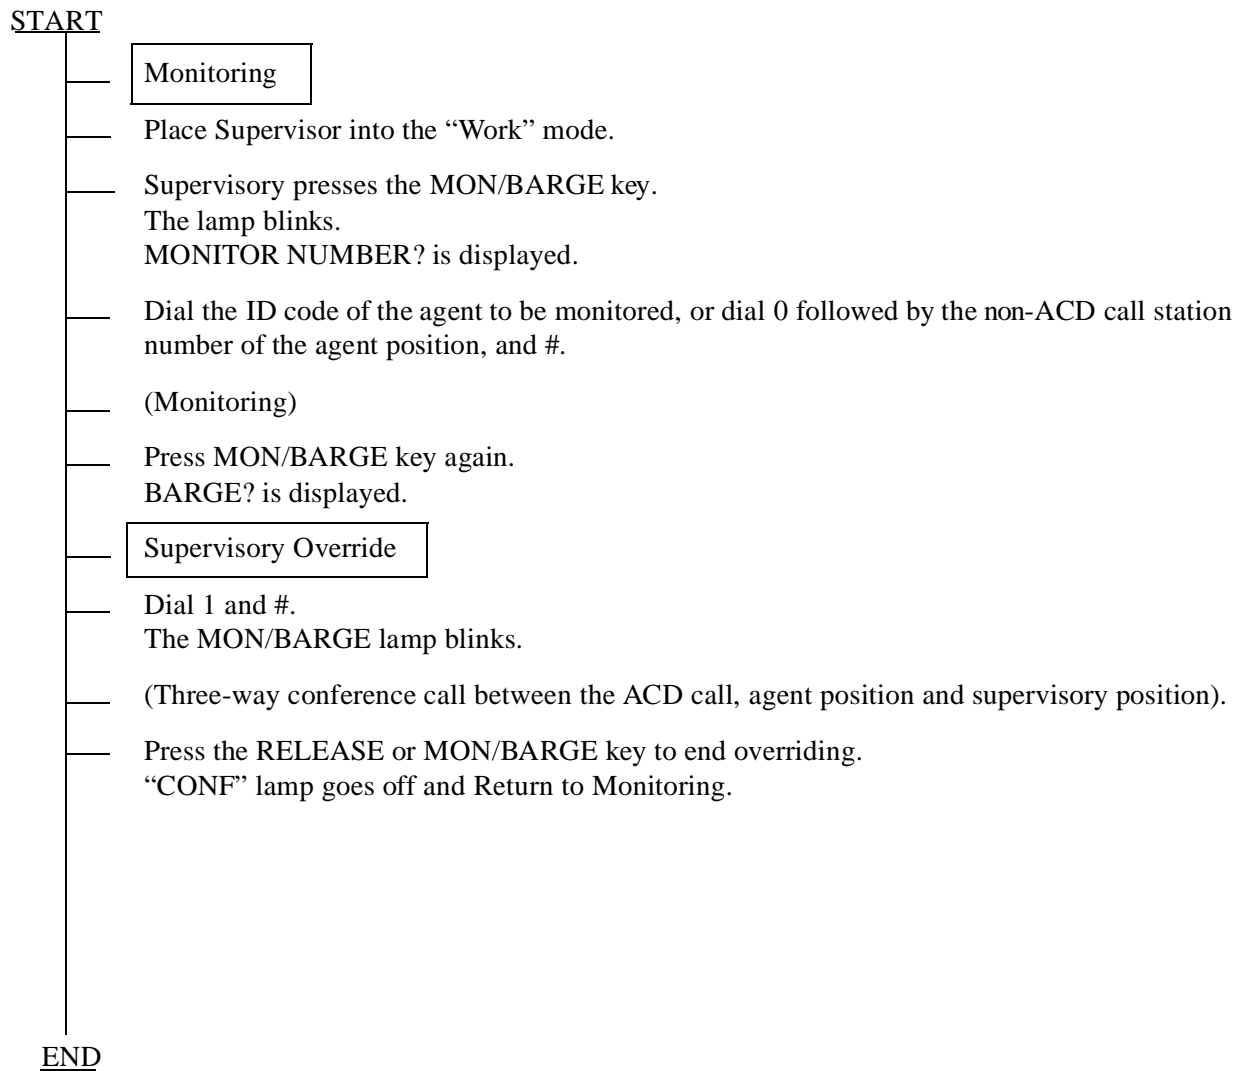 START
Monitoring
Place Supervisor into the “Work” mode.
Supervisory presses the MON/BARGE key.
The lamp blinks.
MONITOR NUMBER? is displayed.
Dial the ID code of the agent to be monitored, or dial 0 followed by the non-ACD call station
number of the agent position, and #.
(Monitoring)
Press MON/BARGE key again.
BARGE? is displayed.
Supervisory Override
Dial 1 and #.
The MON/BARGE lamp blinks.
(Three-way conference call between the ACD call, agent position and supervisory position).
Press the RELEASE or MON/BARGE key to end overriding.
“CONF” lamp goes off and Return to Monitoring.
END